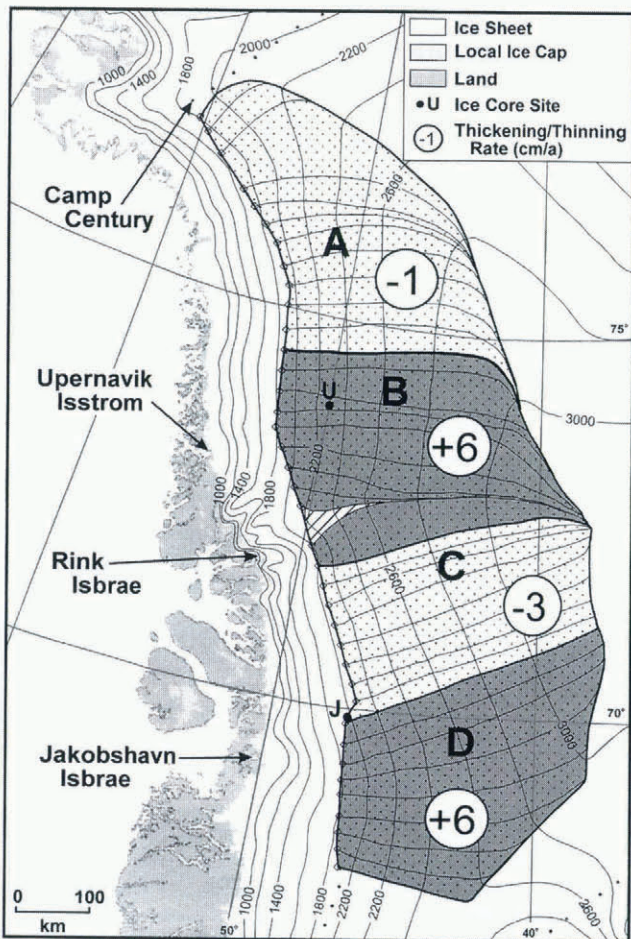 Ice Sheet
Local Ice Cap
Land
U Ice Core Site
-1 Thickening/Thinning
Rate (cm/a)
1000
1400
1800
2000
2200
Camp
Century
2600
A
-1
75°
Upernavik
Isstrom
U
B
3000
+6
2200
1000
1400
1800
Rink
Isbrae
2600
C
-3
J
70°
Jakobshavn
Isbrae
D
3000
+6
0 100
km
50°
1000
1400
1800
2200
2200
2600
40°
2600